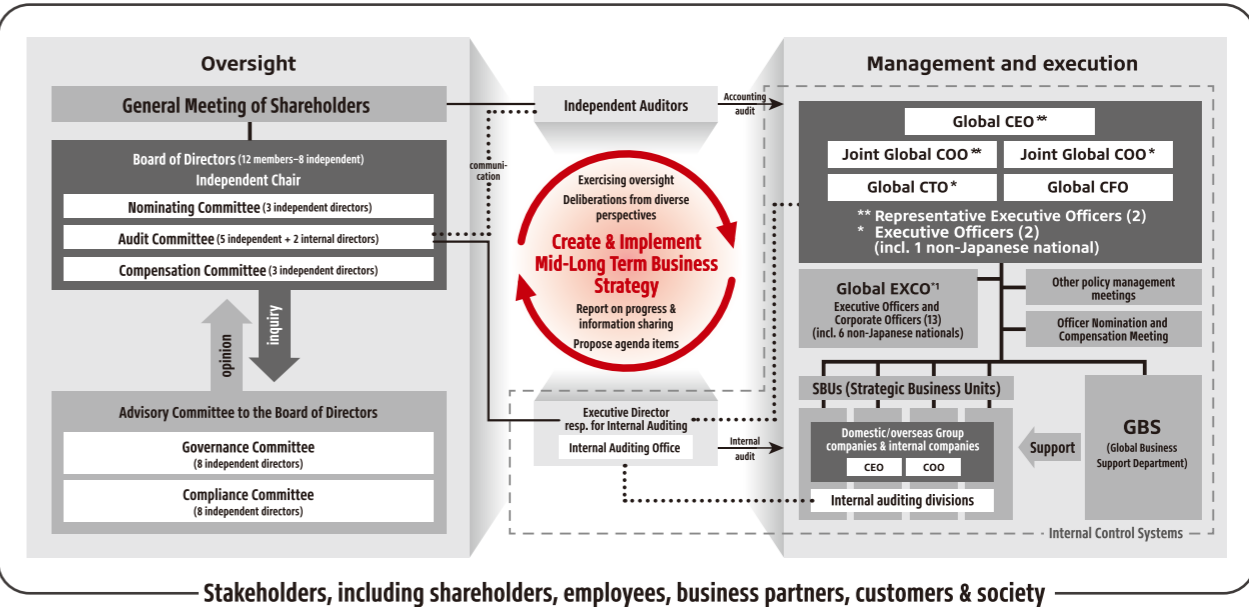 Oversight
General Meeting of Shareholders
Board of Directors (12 members–8 independent)
Independent Chair
Nominating Committee (3 independent directors)
Audit Committee (5 independent + 2 internal directors)
Compensation Committee (3 independent directors)
opinion
inquiry
Advisory Committee to the Board of Directors
Governance Committee
(8 independent directors)
Compliance Committee
(8 independent directors)
communi-
cation
Independent Auditors
Accounting
audit
Exercising oversight
Deliberations from diverse
perspectives
Create & Implement
Mid-Long Term Business
Strategy
Report on progress &
information sharing
Propose agenda items
Executive Director
resp. for Internal Auditing
Internal Auditing Office
Internal
audit
Management and execution
Global CEO**
Joint Global COO**
Joint Global COO*
Global CTO*
Global CFO
** Representative Executive Officers (2)
* Executive Officers (2)
(incl. 1 non-Japanese national)
Global EXCO*1
Executive Officers and
Corporate Officers (13)
(incl. 6 non-Japanese nationals)
Other policy management
meetings
Officer Nomination and
Compensation Meeting
SBUs (Strategic Business Units)
Domestic/overseas Group
companies & internal companies
CEO
COO
Internal auditing divisions
Support
GBS
(Global Business
Support Department)
Internal Control Systems
Stakeholders, including shareholders, employees, business partners, customers & society